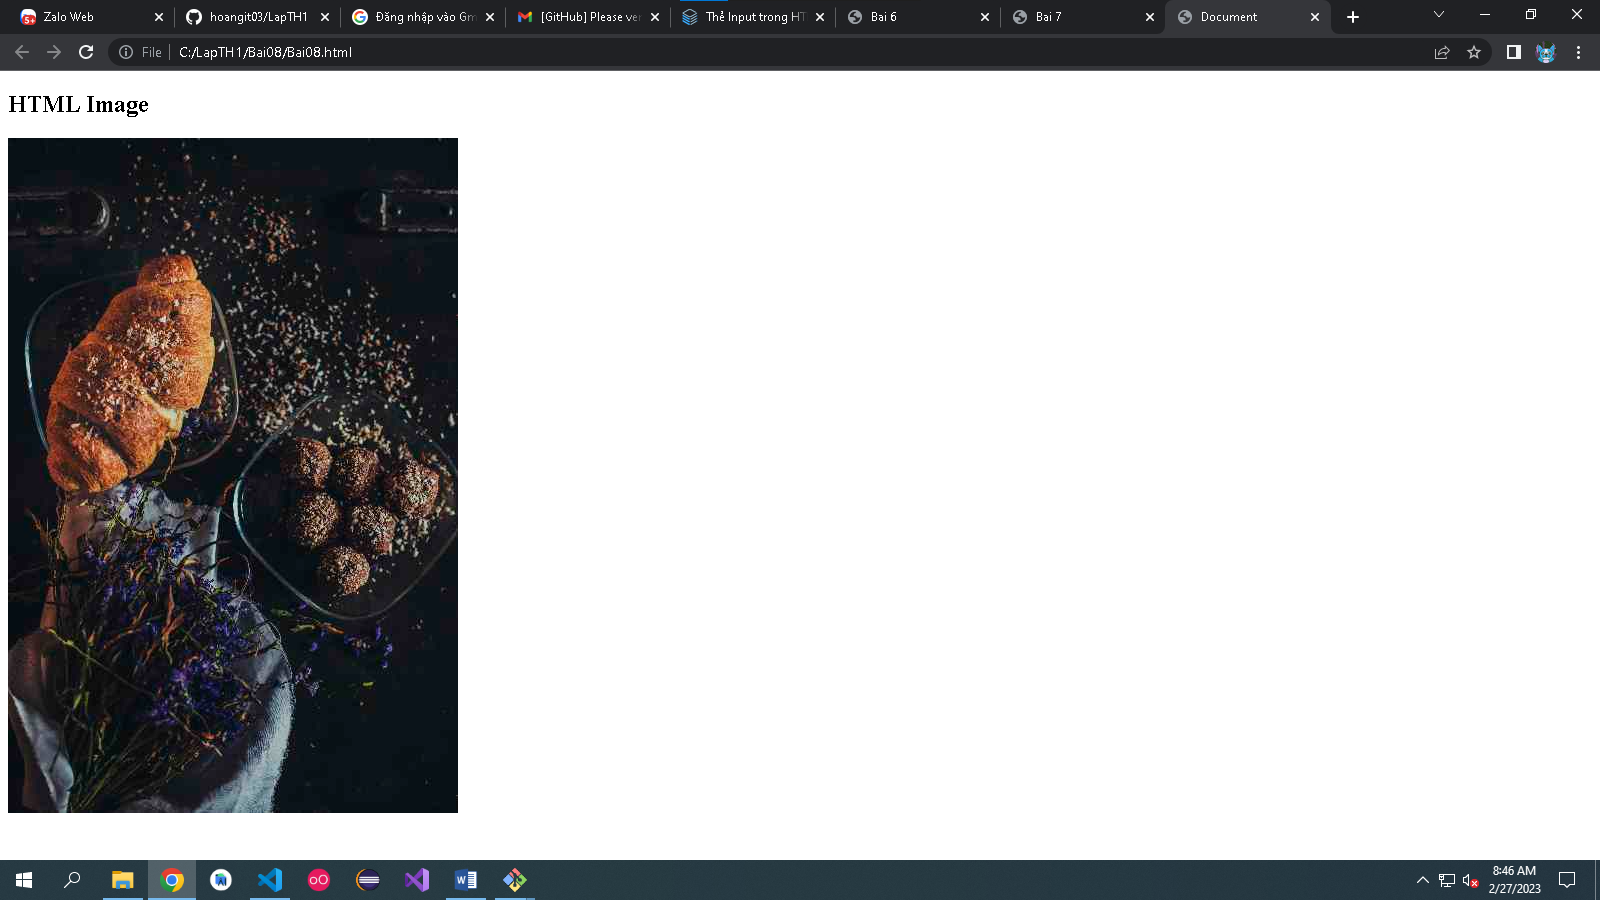 Zalo Web
hoangit03/LapTH1
Đăng nhập vào Gm
[GitHub] Please ver
Thẻ Input trong HT
Bai 6
Bai 7
Document
File
C:/LapTH1/Bai08/Bai08.html
HTML Image
8:46 AM
2/27/2023